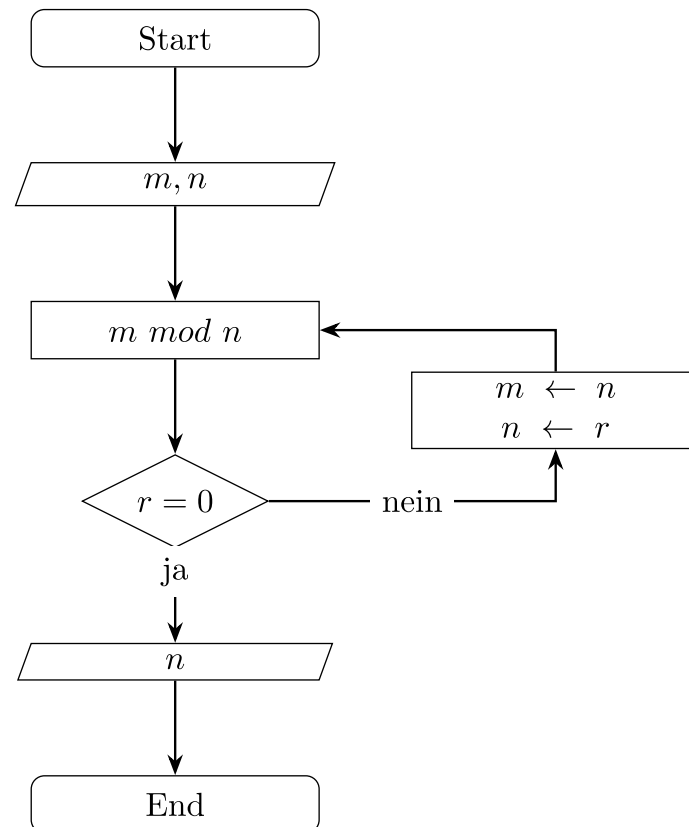 Start
m, n
m mod n
m ← n
n ← r
r = 0
nein
ja
n
End